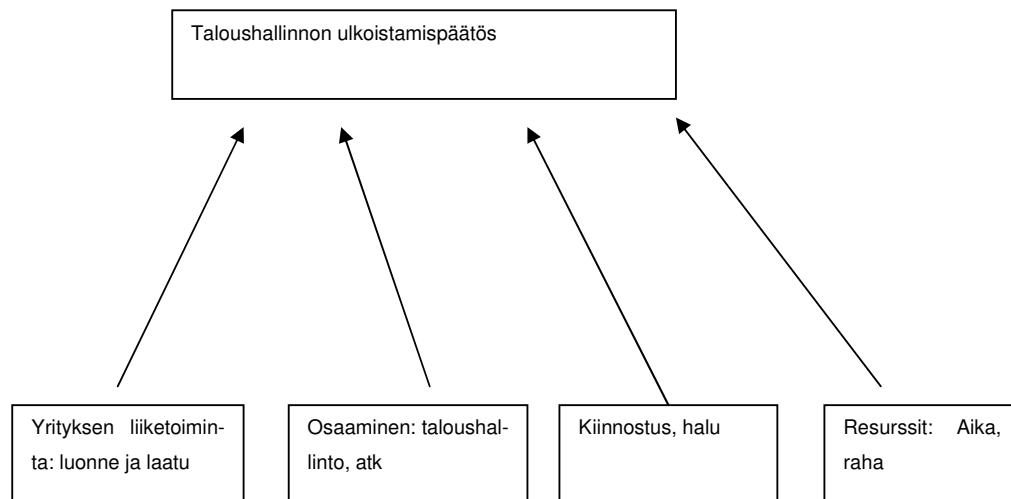 Taloushallinnon ulkoistamispäätös
Yrityksen liiketoimin-
ta: luonne ja laatu
Osaaminen: taloushal-
linto, atk
Kiinnostus, halu
Resurssit: Aika,
raha